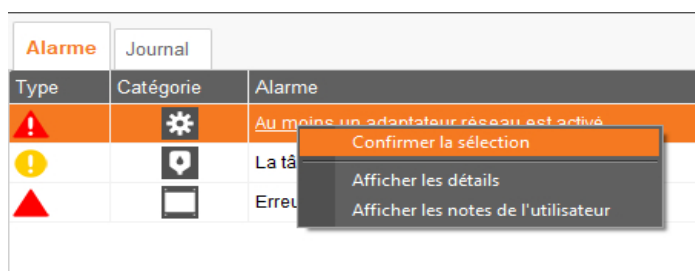 Alarme Journal
Type Catégorie Alarme
Au moins un adaptateur réseau est activé
Confirmer la sélection
La tâ
Afficher les détails
Erreu
Afficher les notes de l'utilisateur